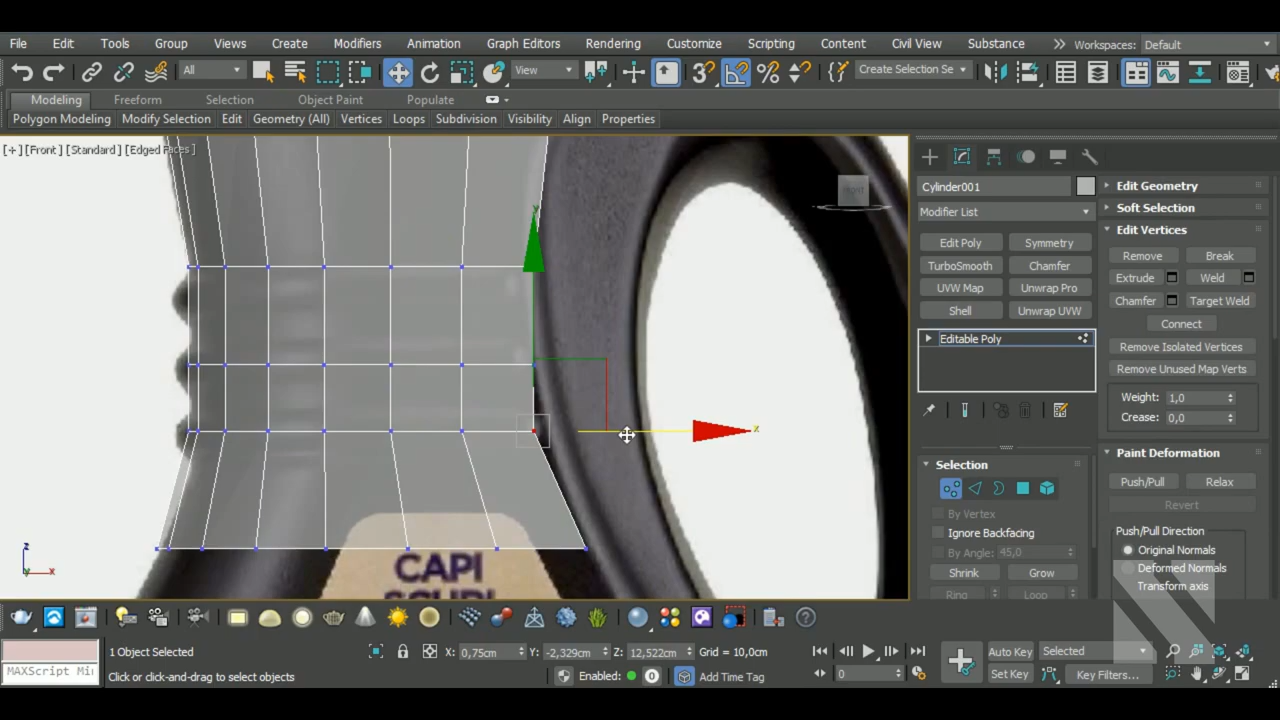 File Edit Tools Group Views Create Modifiers Animation Graph Editors Rendering Customize Scripting Content Civil View Substance Workspaces: Default
All View Create Selection Se
Modeling Freeform Selection Object Paint Populate
Polygon Modeling Modify Selection Edit Geometry (All) Vertices Loops Subdivision Visibility Align Properties
[+] [Front] [Standard] [Edged Faces]
FRONT
y
x
CAPI
z
x
Cylinder001
Modifier List
Edit Poly Symmetry
TurboSmooth Chamfer
UVW Map Unwrap Pro
Shell Unwrap UVW
Editable Poly
Selection
By Vertex
Ignore Backfacing
By Angle: 45,0
Shrink Grow
Ring Loop
Edit Geometry
Soft Selection
Edit Vertices
Remove Break
Extrude Weld
Chamfer Target Weld
Connect
Remove Isolated Vertices
Remove Unused Map Verts
Weight: 1,0
Crease: 0,0
Paint Deformation
Push/Pull Relax
Revert
Push/Pull Direction
Original Normals
Deformed Normals
Transform axis
1 Object Selected X: 0,75cm Y: -2,329cm Z: 12,522cm Grid = 10,0cm Auto Key Selected
MAXScript Mi Click or click-and-drag to select objects Enabled: 0 Add Time Tag 0 Set Key Key Filters...